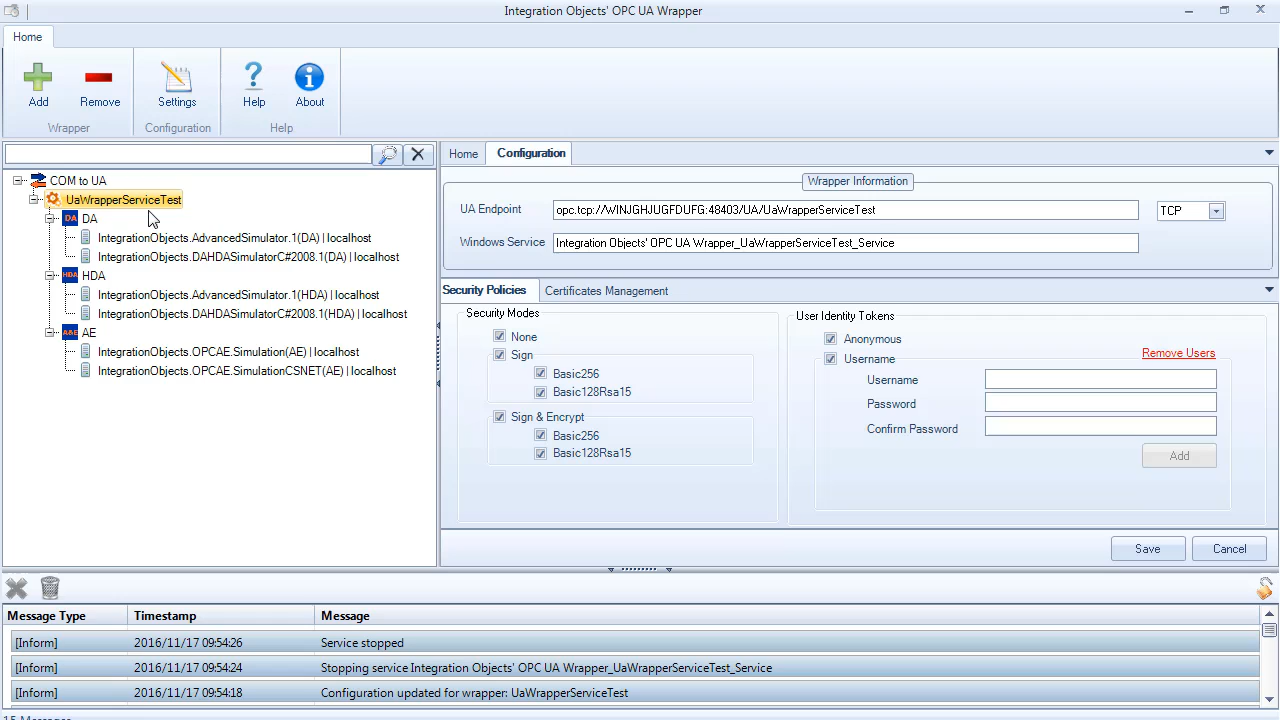 Integration Objects' OPC UA Wrapper
Home
Add
Remove
Settings
Help
About
Wrapper
Configuration
Help
COM to UA
UaWrapperServiceTest
DA DA
IntegrationObjects.AdvancedSimulator.1(DA) | localhost
IntegrationObjects.DAHDASimulatorC#2008.1(DA) | localhost
HDA HDA
IntegrationObjects.AdvancedSimulator.1(HDA) | localhost
IntegrationObjects.DAHDASimulatorC#2008.1(HDA) | localhost
A&E AE
IntegrationObjects.OPCAE.Simulation(AE) | localhost
IntegrationObjects.OPCAE.SimulationCSNET(AE) | localhost
Home
Configuration
Wrapper Information
UA Endpoint
opc.tcp://WINJGHJUGFDUFG:48403/UA/UaWrapperServiceTest
TCP
Windows Service
Integration Objects' OPC UA Wrapper_UaWrapperServiceTest_Service
Security Policies
Certificates Management
Security Modes
None
Sign
Basic256
Basic128Rsa15
Sign & Encrypt
Basic256
Basic128Rsa15
User Identity Tokens
Anonymous
Username
Remove Users
Username
Password
Confirm Password
Add
Save
Cancel
Message Type
Timestamp
Message
[Inform]
2016/11/17 09:54:26
Service stopped
[Inform]
2016/11/17 09:54:24
Stopping service Integration Objects' OPC UA Wrapper_UaWrapperServiceTest_Service
[Inform]
2016/11/17 09:54:18
Configuration updated for wrapper: UaWrapperServiceTest
15 Messages